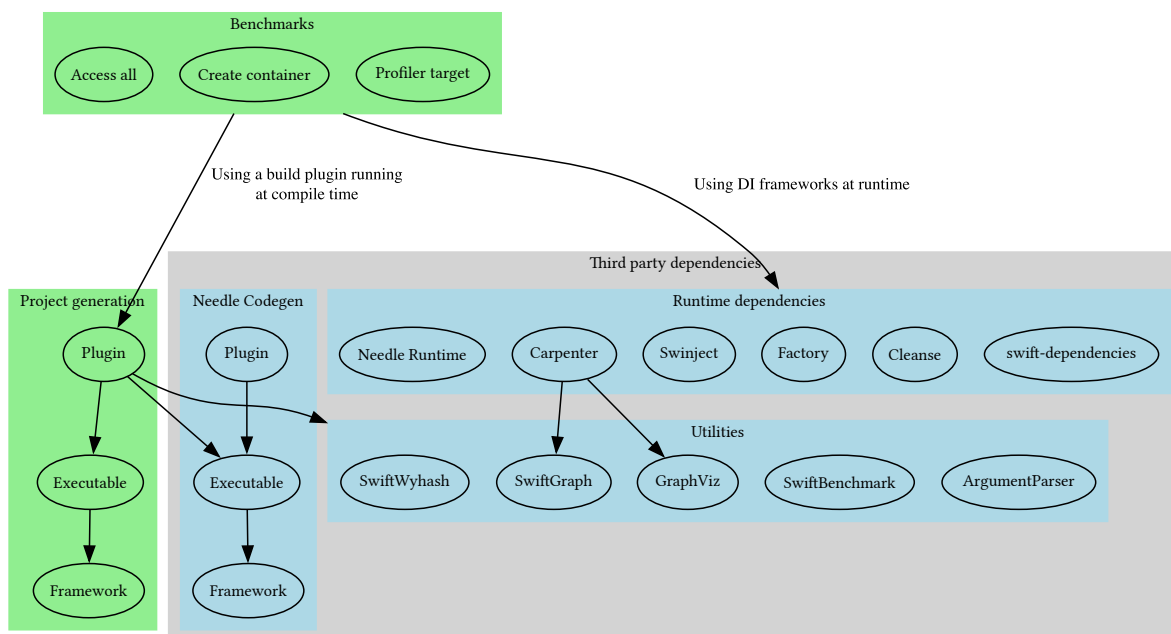 Benchmarks
Access all
Create container
Profiler target
Using a build plugin running
at compile time
Using DI frameworks at runtime
Third party dependencies
Project generation
Needle Codegen
Runtime dependencies
Plugin
Plugin
Needle Runtime
Carpenter
Swinject
Factory
Cleanse
swift-dependencies
Utilities
Executable
Executable
SwiftWyhash
SwiftGraph
GraphViz
SwiftBenchmark
ArgumentParser
Framework
Framework